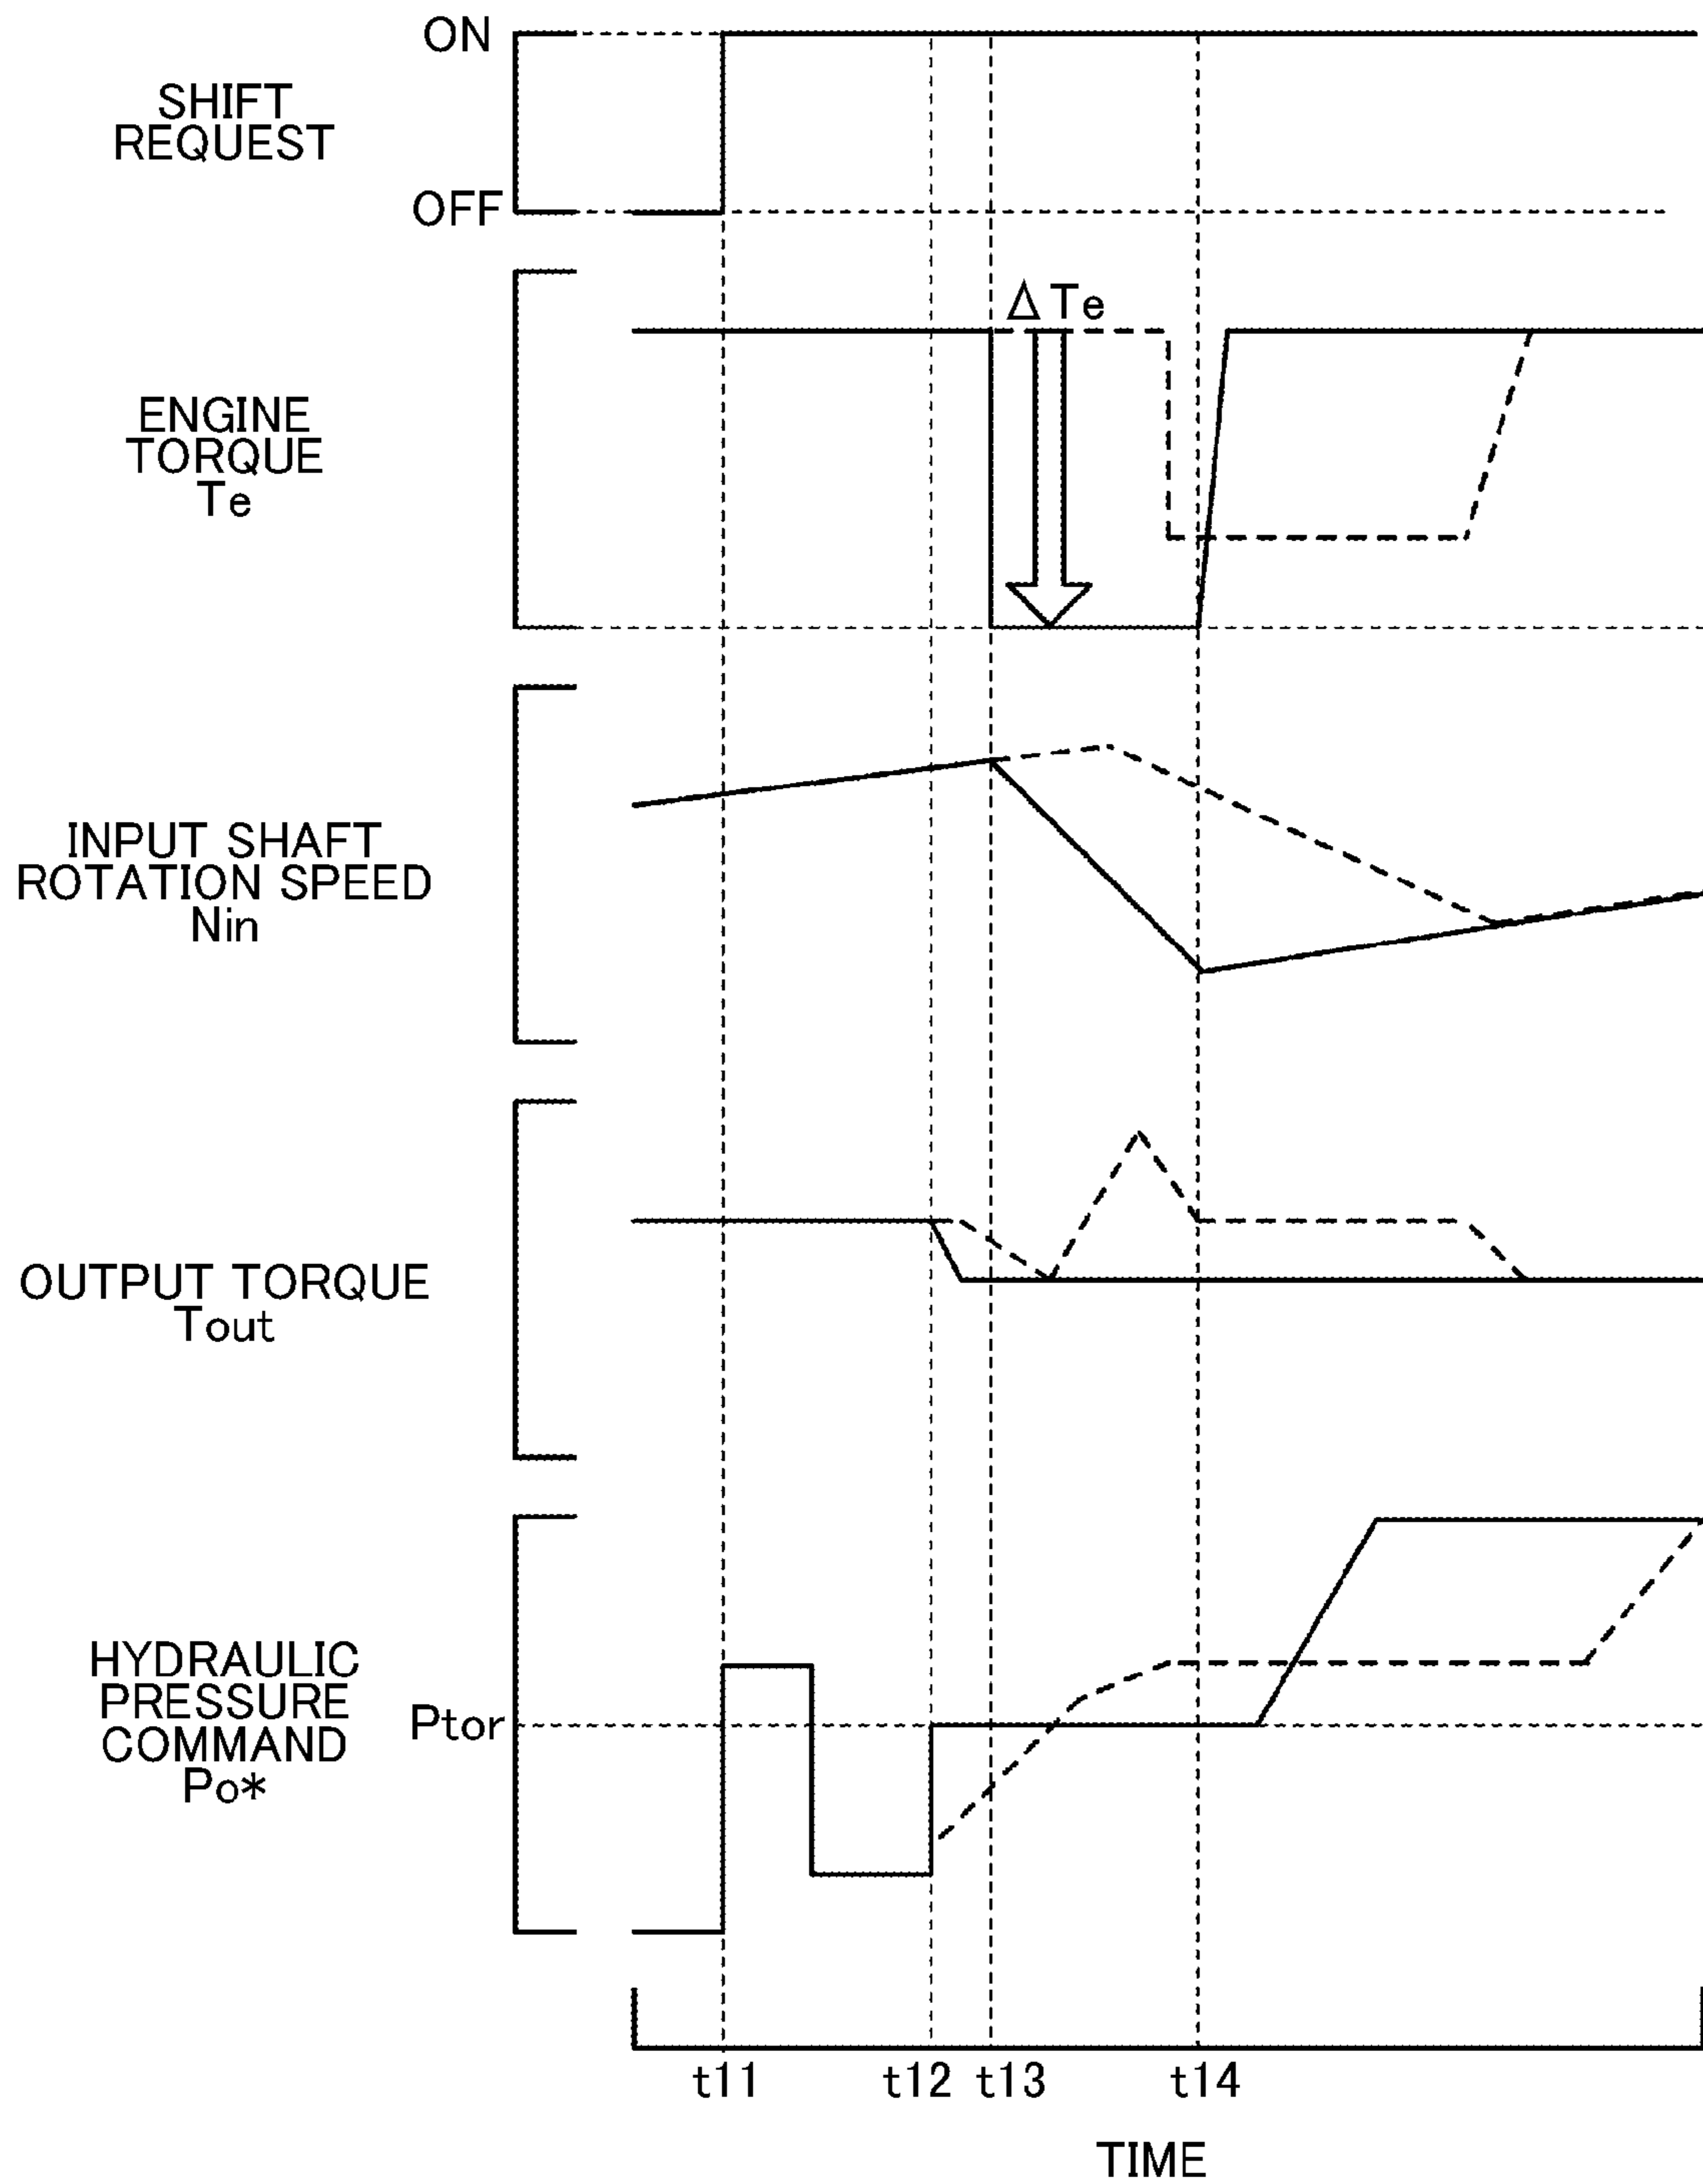 ON
SHIFT
REQUEST
OFF
Δ Te
ENGINE
TORQUE
Te
INPUT SHAFT
ROTATION SPEED
Nin
OUTPUT TORQUE
Tout
HYDRAULIC
PRESSURE
COMMAND
Po*
Ptor
t11 t12 t13 t14
TIME